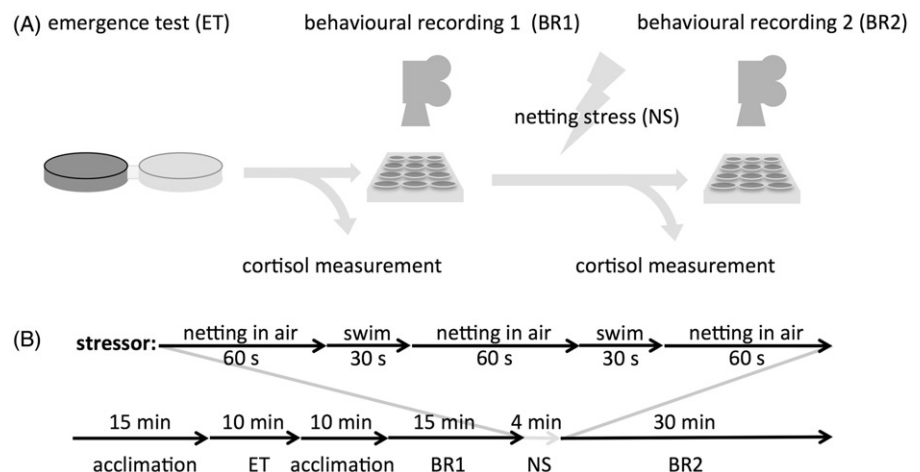 (A) emergence test (ET) behavioural recording 1 (BR1) behavioural recording 2 (BR2)
netting stress (NS)
cortisol measurement cortisol measurement
(B) stressor: netting in air swim netting in air swim netting in air
60 s 30 s 60 s 30 s 60 s
15 min 10 min 10 min 15 min 4 min 30 min
acclimation ET acclimation BR1 NS BR2